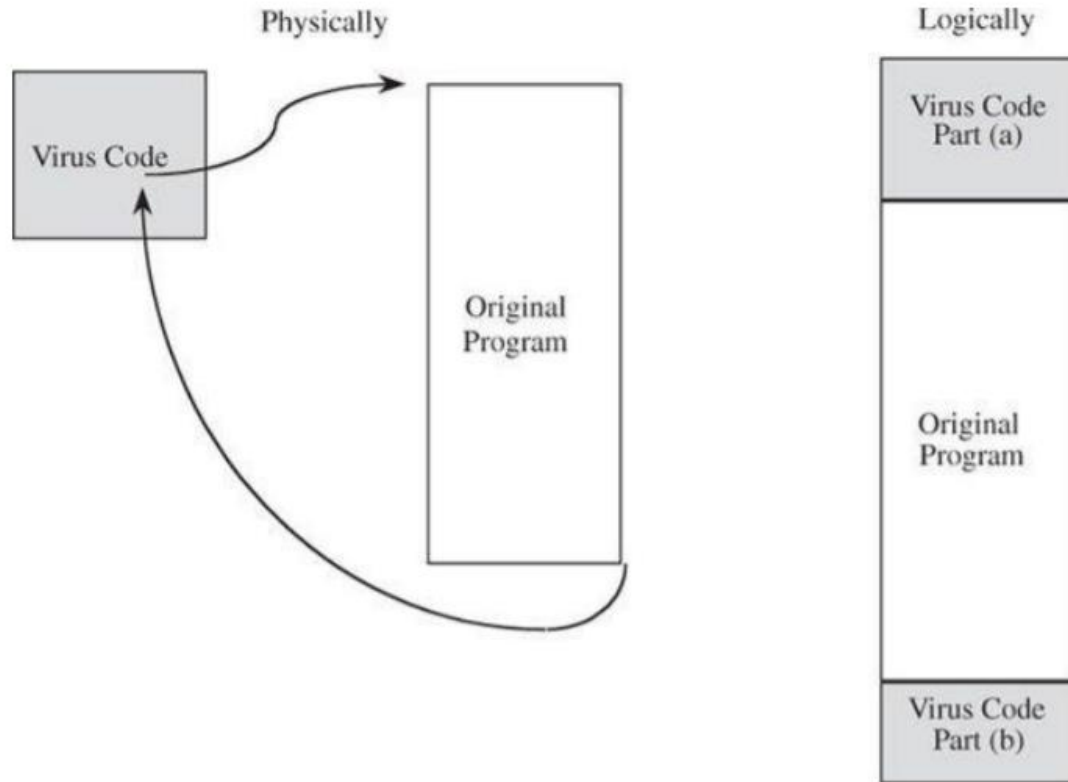 Physically
Logically
Virus Code
Original
Program
Virus Code
Part (a)
Original
Program
Virus Code
Part (b)